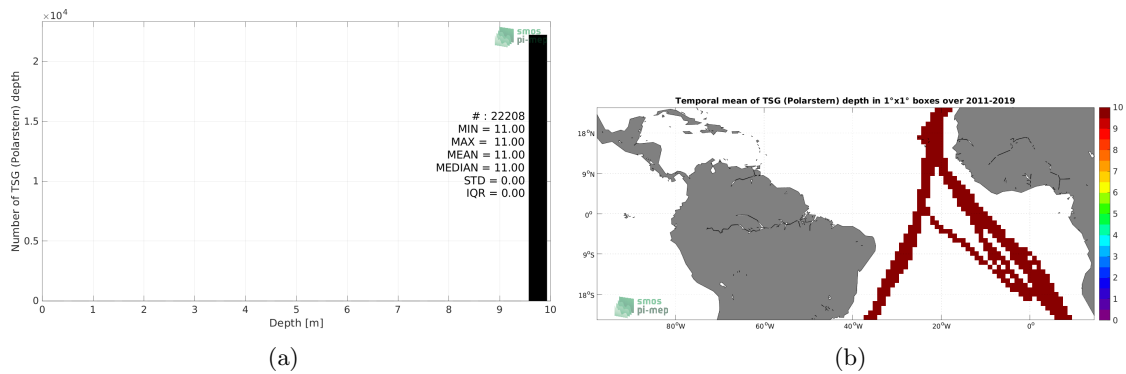 ×10⁴
smos
pi-mep
Number of TSG (Polarstern) depth
2
1.5
1
0.5
0
# : 22208
MIN = 11.00
MAX = 11.00
MEAN = 11.00
MEDIAN = 11.00
STD = 0.00
IQR = 0.00
0 1 2 3 4 5 6 7 8 9 10
Depth [m]
(a)
Temporal mean of TSG (Polarstern) depth in 1°x1° boxes over 2011-2019
18°N
9°N
0°
9°S
18°S
smos
pi-mep
80°W 60°W 40°W 20°W 0°
10
9
8
7
6
5
4
3
2
1
0
(b)